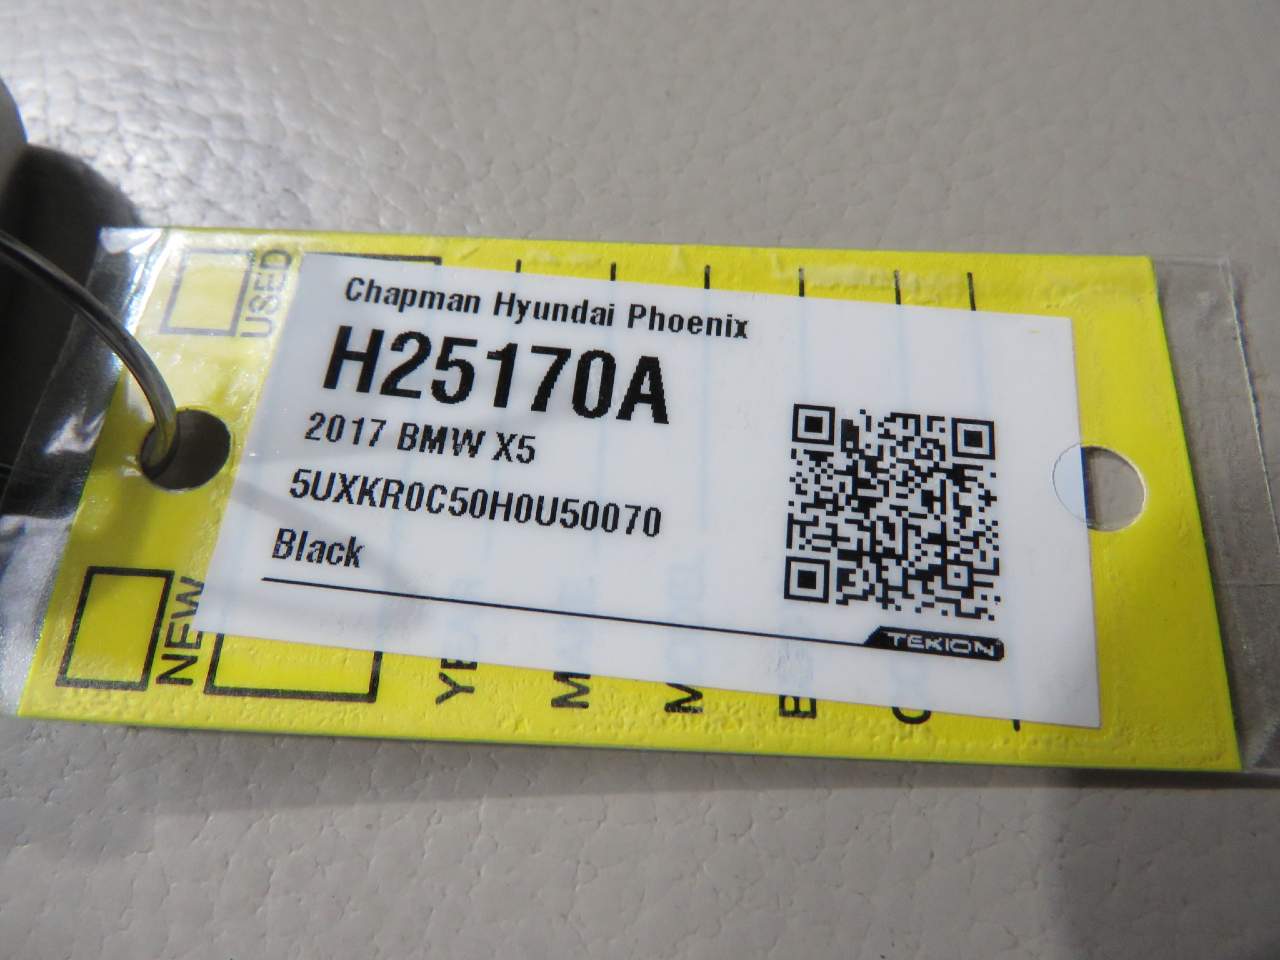 USED
Chapman Hyundai Phoenix
H25170A
2017 BMW X5
5UXKR0C50H0U50070
Black
TEKION
NEW